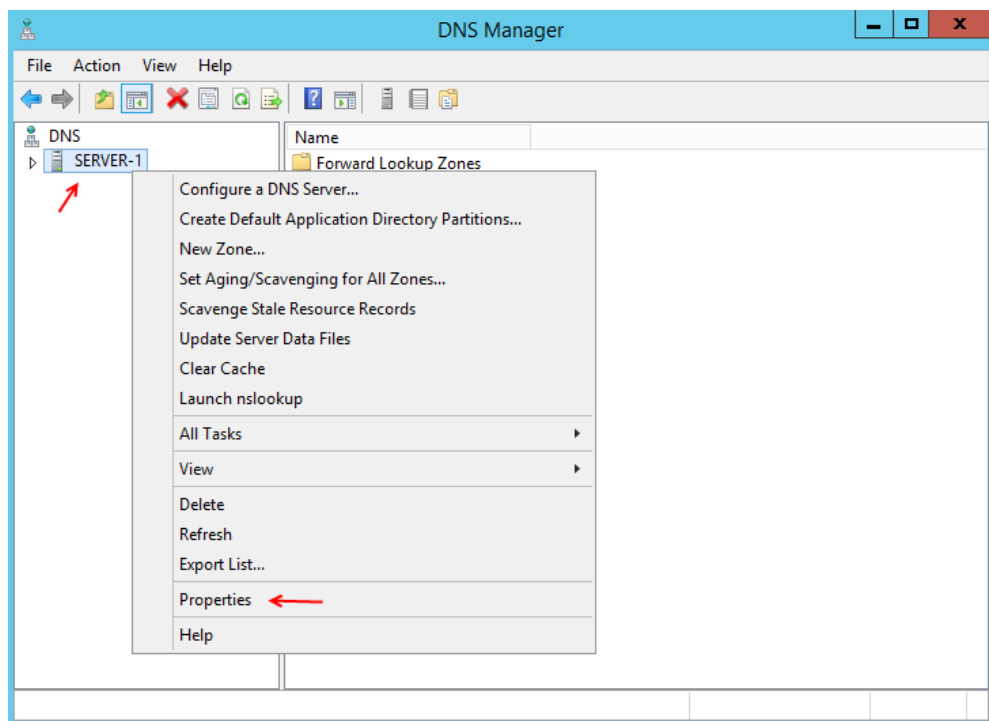 DNS Manager
x
File Action View Help
DNS
SERVER-1
Name
Forward Lookup Zones
Configure a DNS Server...
Create Default Application Directory Partitions...
New Zone...
Set Aging/Scavenging for All Zones...
Scavenge Stale Resource Records
Update Server Data Files
Clear Cache
Launch nslookup
All Tasks
View
Delete
Refresh
Export List...
Properties
Help